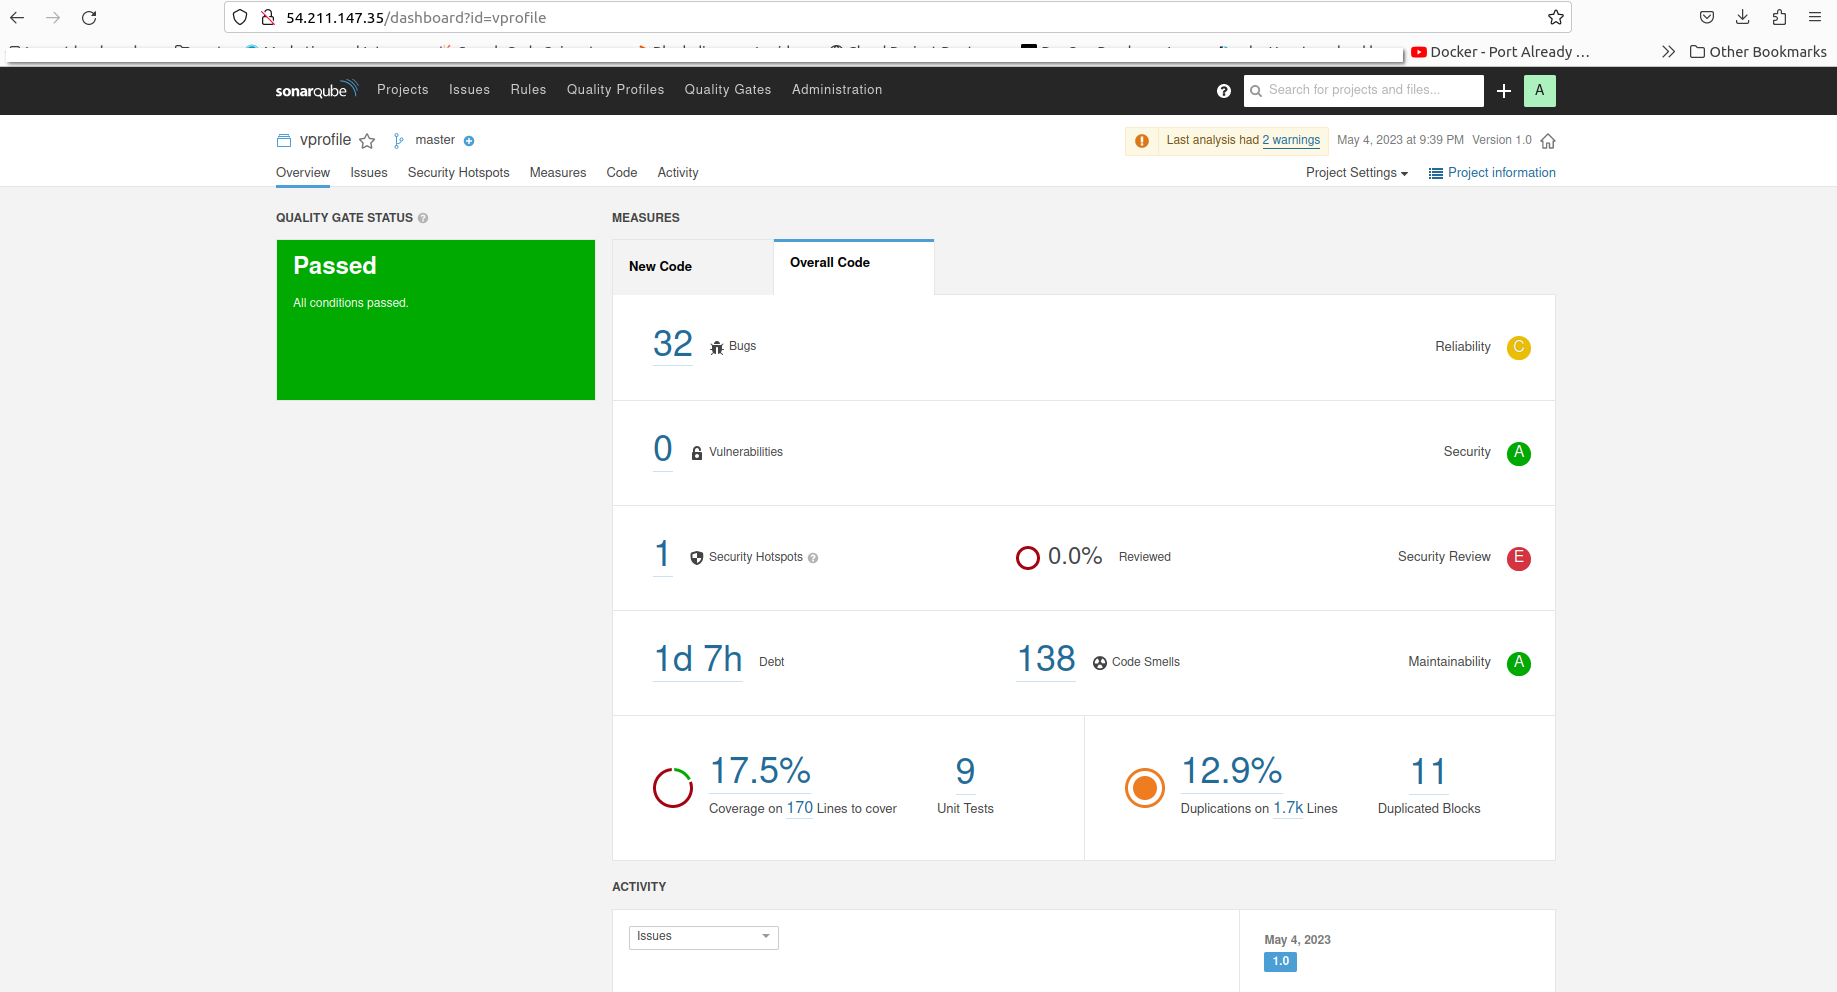 54.211.147.35/dashboard?id=vprofile
Docker - Port Already …
Other Bookmarks
sonarqube
Projects
Issues
Rules
Quality Profiles
Quality Gates
Administration
?
Search for projects and files...
A
vprofile
master
Last analysis had 2 warnings
May 4, 2023 at 9:39 PM
Version 1.0
Overview
Issues
Security Hotspots
Measures
Code
Activity
Project Settings
Project information
QUALITY GATE STATUS ?
MEASURES
Passed
All conditions passed.
New Code
Overall Code
32 Bugs
Reliability C
0 Vulnerabilities
Security A
1 Security Hotspots ?
0.0% Reviewed
Security Review E
1d 7h Debt
138 Code Smells
Maintainability A
17.5%
Coverage on 170 Lines to cover
9
Unit Tests
12.9%
Duplications on 1.7k Lines
11
Duplicated Blocks
ACTIVITY
Issues
May 4, 2023
1.0